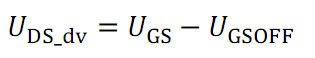 U_DS_dv = U_GS − U_GSOFF